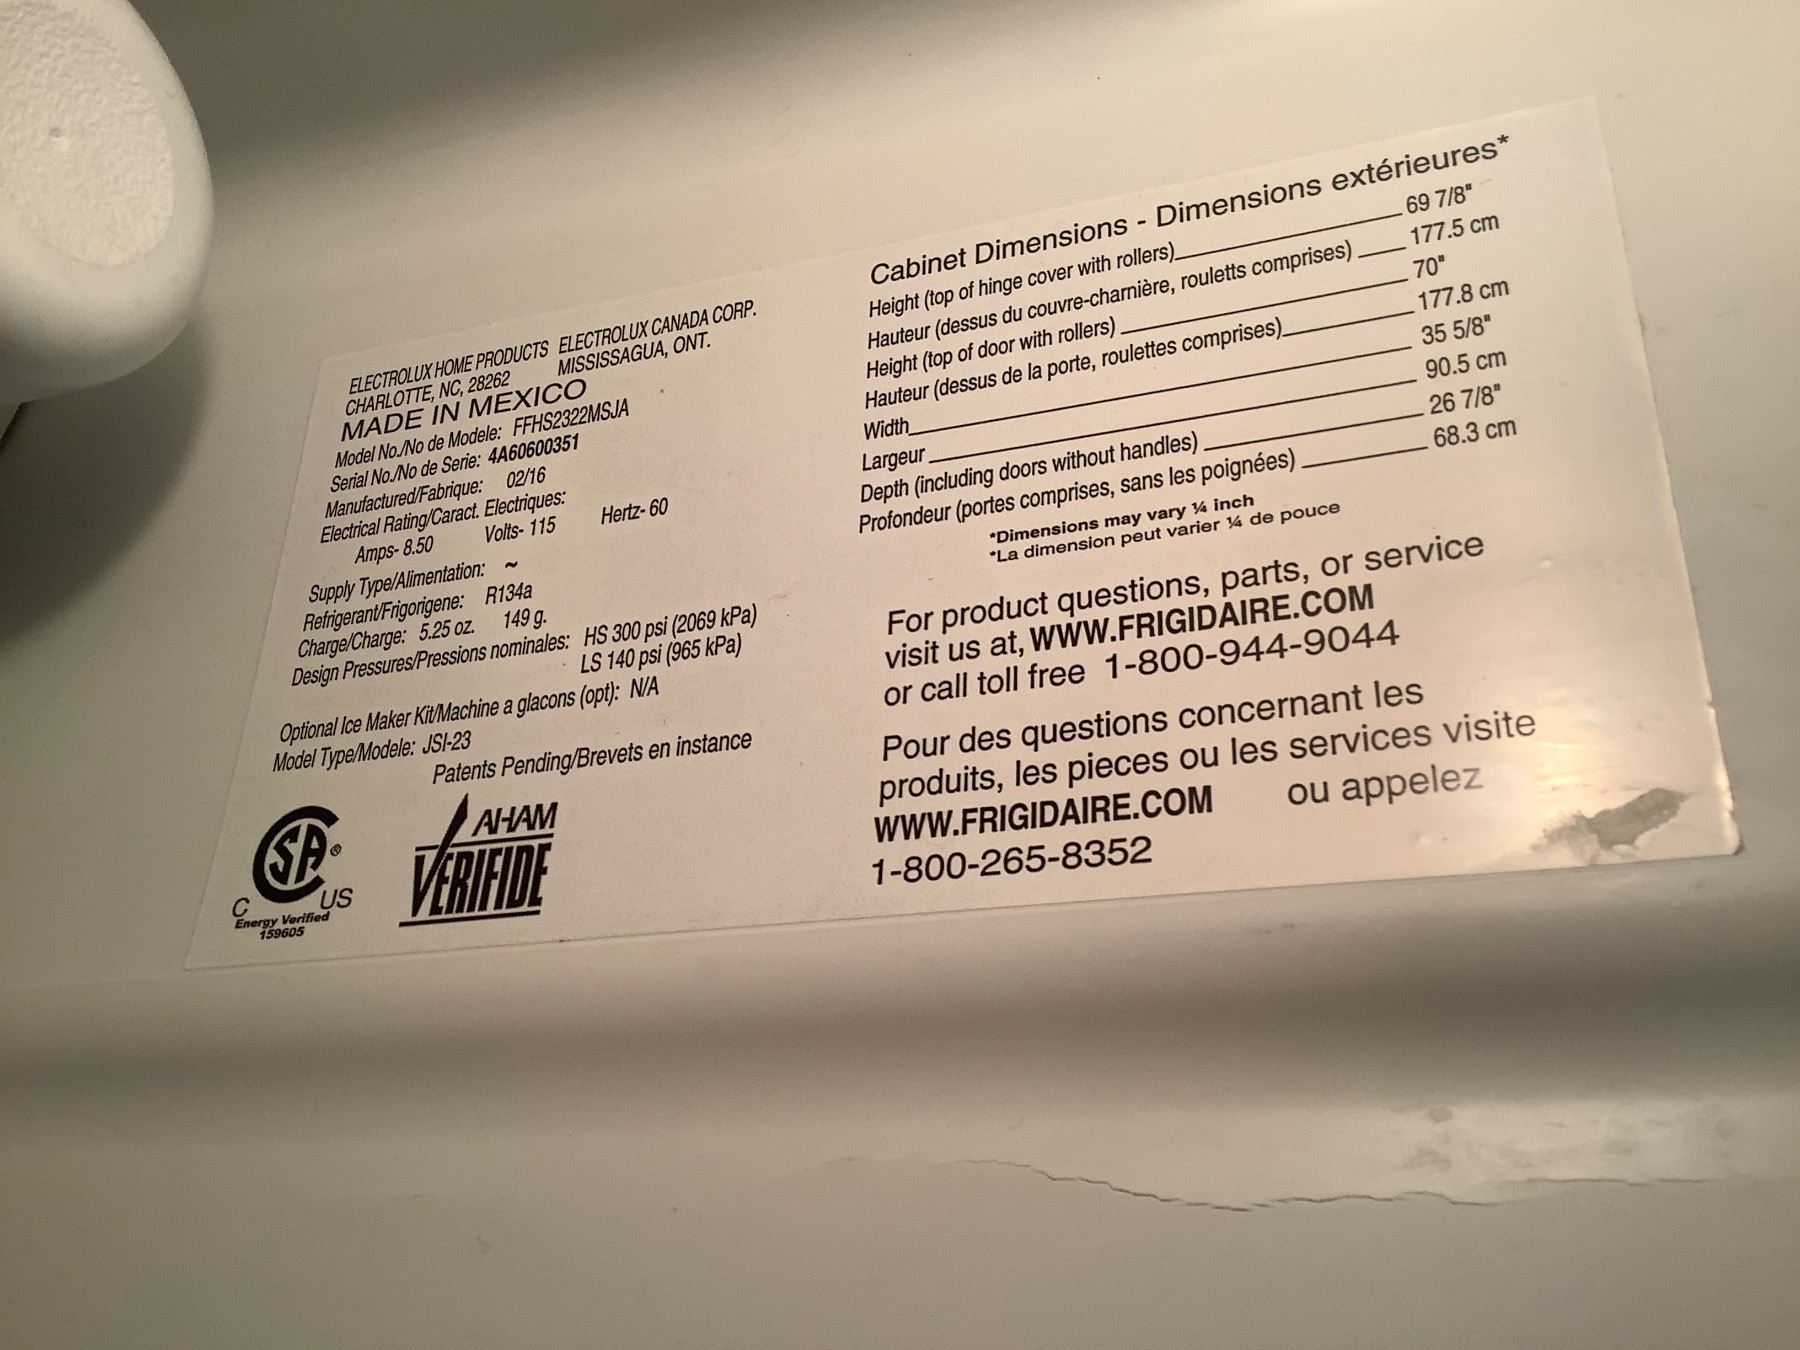 ELECTROLUX HOME PRODUCTS ELECTROLUX CANADA CORP.
CHARLOTTE, NC, 28262 MISSISSAGUA, ONT.
MADE IN MEXICO
Model No./No de Modele: FFHS2322MSJA
Serial No./No de Serie: 4A60600351
Manufactured/Fabrique: 02/16
Electrical Rating/Caract. Electriques:
Amps- 8.50 Volts- 115 Hertz- 60
Supply Type/Alimentation: ~
Refrigerant/Frigorigene: R134a
Charge/Charge: 5.25 oz. 149 g.
Design Pressures/Pressions nominales: HS 300 psi (2069 kPa)
LS 140 psi (965 kPa)
Optional Ice Maker Kit/Machine a glacons (opt): N/A
Model Type/Modele: JSI-23
Patents Pending/Brevets en instance
C SA ® US
Energy Verified
159605
AHAM
VERIFIDE
Cabinet Dimensions - Dimensions extérieures*
Height (top of hinge cover with rollers) 69 7/8"
Hauteur (dessus du couvre-charnière, rouletts comprises) 177.5 cm
Height (top of door with rollers) 70"
Hauteur (dessus de la porte, roulettes comprises) 177.8 cm
Width 35 5/8"
Largeur 90.5 cm
Depth (including doors without handles) 26 7/8"
Profondeur (portes comprises, sans les poignées) 68.3 cm
*Dimensions may vary ¼ inch
*La dimension peut varier ¼ de pouce
For product questions, parts, or service
visit us at, WWW.FRIGIDAIRE.COM
or call toll free 1-800-944-9044
Pour des questions concernant les
produits, les pieces ou les services visite
WWW.FRIGIDAIRE.COM ou appelez
1-800-265-8352